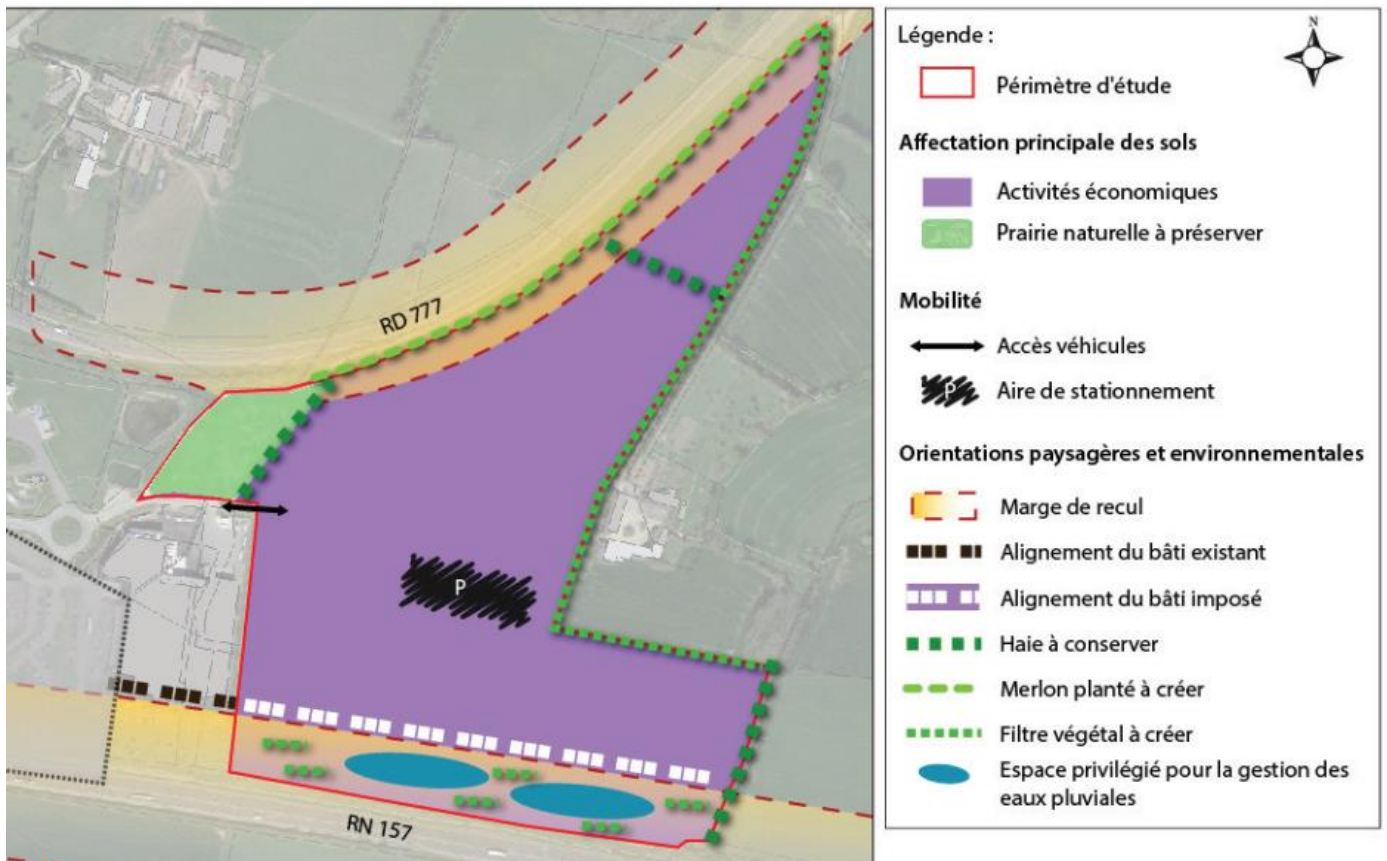 RD 777
P
RN 157
N
Légende :
Périmètre d'étude
Affectation principale des sols
Activités économiques
Prairie naturelle à préserver
Mobilité
Accès véhicules
P
Aire de stationnement
Orientations paysagères et environnementales
Marge de recul
Alignement du bâti existant
Alignement du bâti imposé
Haie à conserver
Merlon planté à créer
Filtre végétal à créer
Espace privilégié pour la gestion des
eaux pluviales